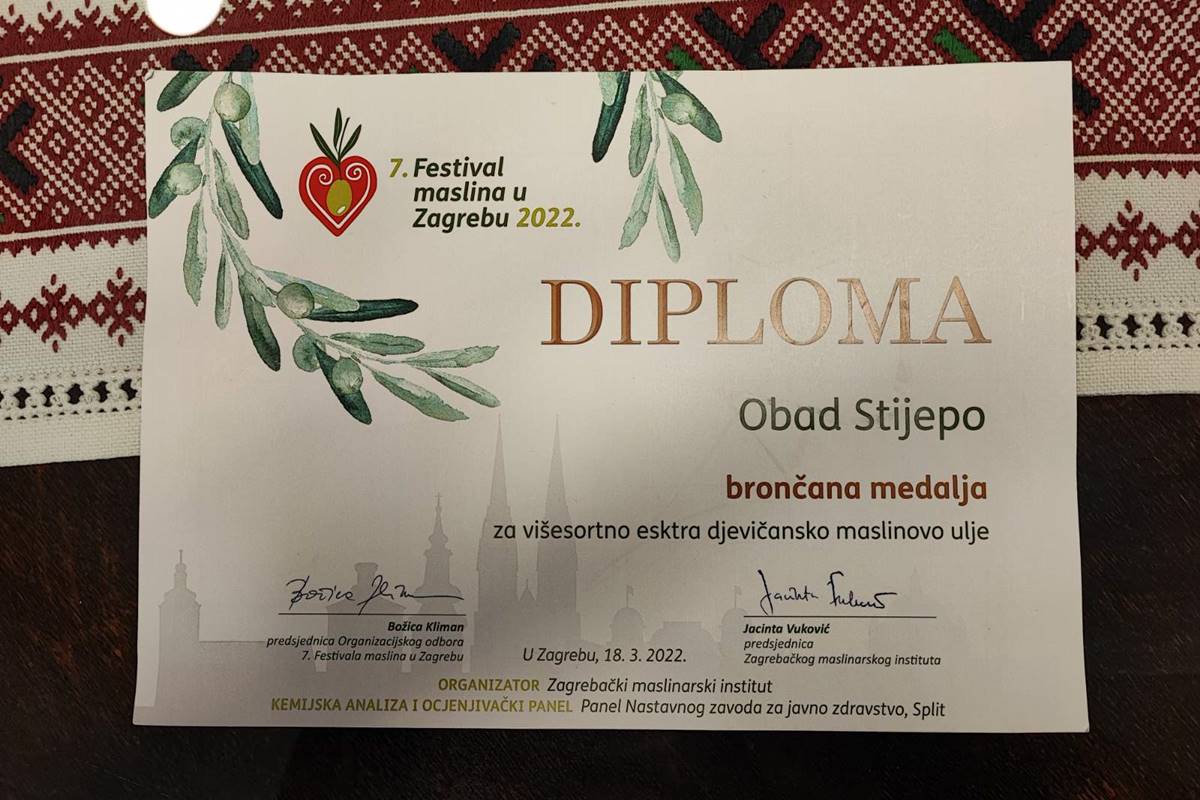 7. Festival
maslina u
Zagrebu 2022.
DIPLOMA
Obad Stijepo
brončana medalja
za višesortno esktra djevičansko maslinovo ulje
Božica Kliman
predsjednica Organizacijskog odbora
7. Festivala maslina u Zagrebu
U Zagrebu, 18. 3. 2022.
Jacinta Vuković
predsjednica
Zagrebačkog maslinarskog instituta
ORGANIZATOR Zagrebački maslinarski institut
KEMIJSKA ANALIZA I OCJENJIVAČKI PANEL Panel Nastavnog zavoda za javno zdravstvo, Split